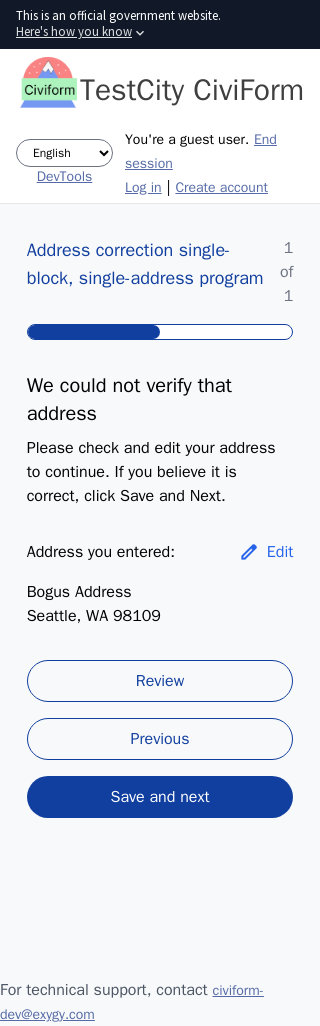 This is an official government website.
Here's how you know
Civiform
TestCity CiviForm
English
DevTools
You're a guest user. End
session
Log in | Create account
Address correction single-
block, single-address program
1
of
1
We could not verify that
address
Please check and edit your address
to continue. If you believe it is
correct, click Save and Next.
Address you entered:
Edit
Bogus Address
Seattle, WA 98109
Review
Previous
Save and next
For technical support, contact civiform-
dev@exygy.com